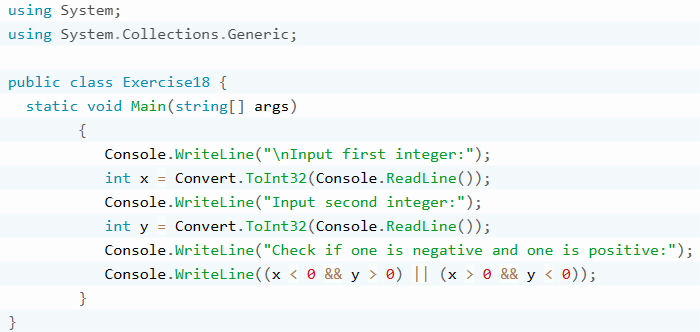 using System;
using System.Collections.Generic;
public class Exercise18 {
static void Main(string[] args)
{
Console.WriteLine("\nInput first integer:");
int x = Convert.ToInt32(Console.ReadLine());
Console.WriteLine("Input second integer:");
int y = Convert.ToInt32(Console.ReadLine());
Console.WriteLine("Check if one is negative and one is positive:");
Console.WriteLine((x < 0 && y > 0) || (x > 0 && y < 0));
}
}